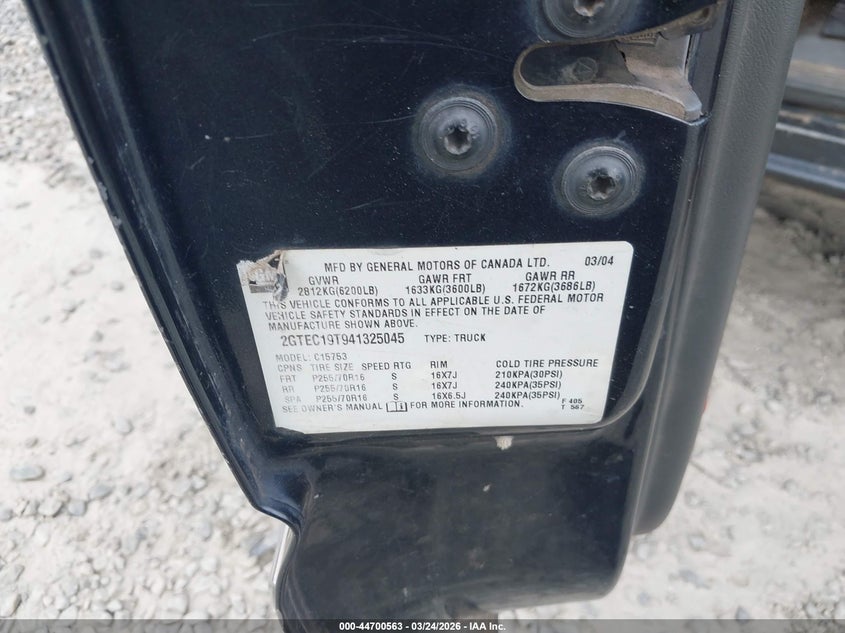 MFD BY GENERAL MOTORS OF CANADA LTD. 03/04
GVWR GAWR FRT GAWR RR
2812KG(6200LB) 1633KG(3600LB) 1672KG(3686LB)
THIS VEHICLE CONFORMS TO ALL APPLICABLE U.S. FEDERAL MOTOR
VEHICLE SAFETY STANDARDS IN EFFECT ON THE DATE OF
MANUFACTURE SHOWN ABOVE.
2GTEC19T941325045 TYPE: TRUCK
MODEL: C15753
CPNS TIRE SIZE SPEED RTG RIM COLD TIRE PRESSURE
FRT P255/70R16 S 16X7J 210KPA(30PSI)
RR P255/70R16 S 16X7J 240KPA(35PSI)
SPA P255/70R16 S 16X6.5J 240KPA(35PSI)
SEE OWNER'S MANUAL FOR MORE INFORMATION.
F 405
T 567
000-44700563 — 03/24/2026 — IAA Inc.